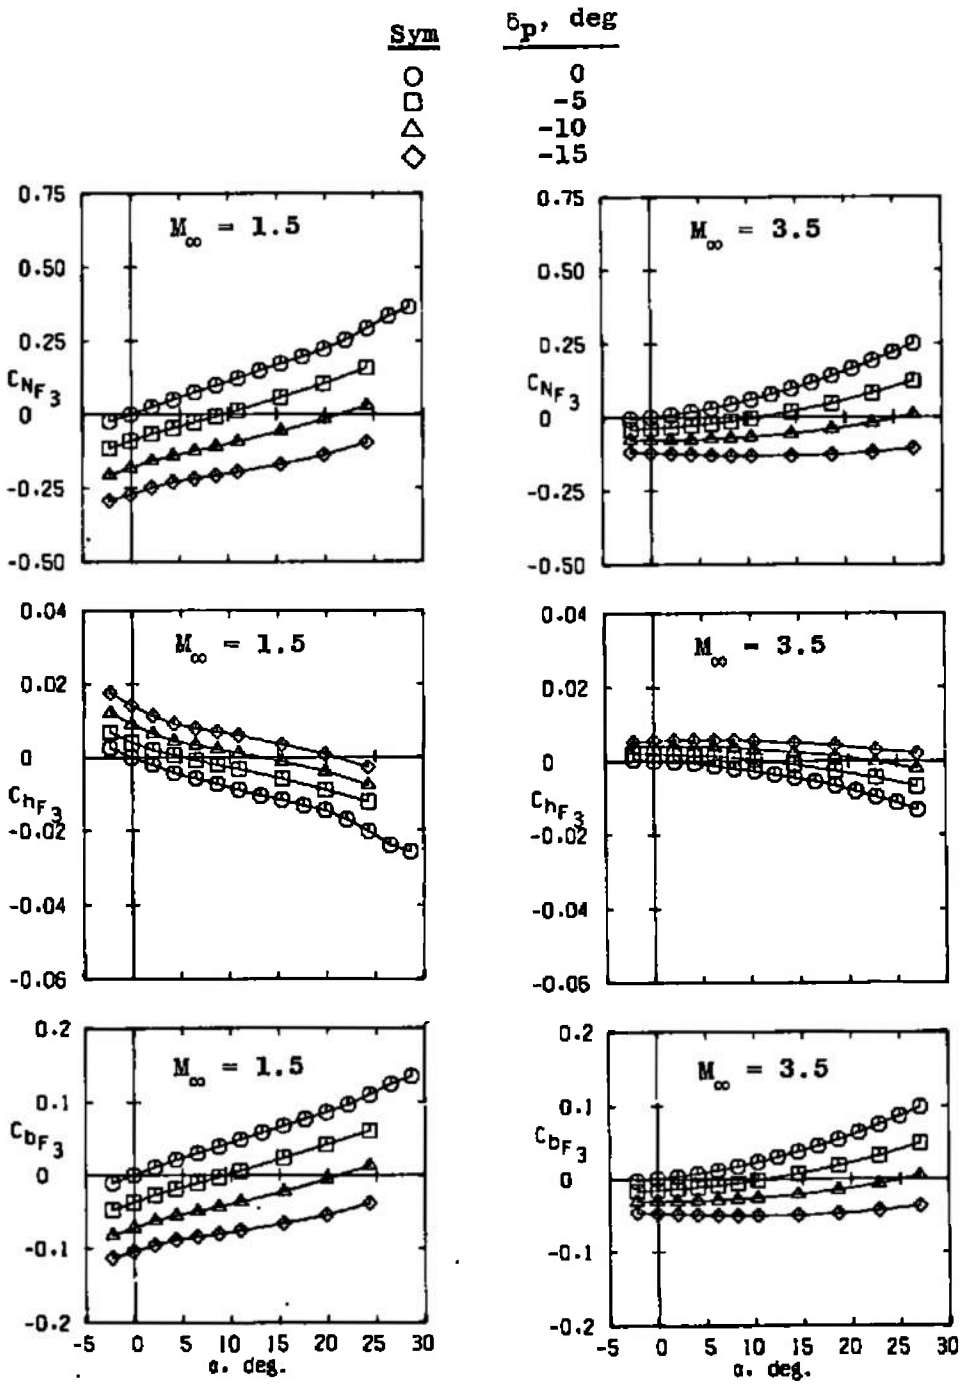 Sym δp, deg
0
-5
-10
-15
0.75
0.50
0.25
0
-0.25
-0.50
CNF3
M∞ = 1.5
0.75
0.50
0.25
0
-0.25
-0.50
CNF3
M∞ = 3.5
0.04
0.02
0
-0.02
-0.04
-0.06
ChF3
M∞ = 1.5
0.04
0.02
0
-0.02
-0.04
-0.06
ChF3
M∞ = 3.5
0.2
0.1
0
-0.1
-0.2
CbF3
M∞ = 1.5
-5 0 5 10 15 20 25 30
α. deg.
0.2
0.1
0
-0.1
-0.2
CbF3
M∞ = 3.5
-5 0 5 10 15 20 25 30
α. deg.